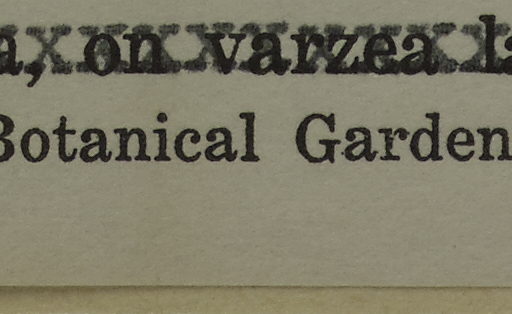 a, on varzea la
Botanical Garden